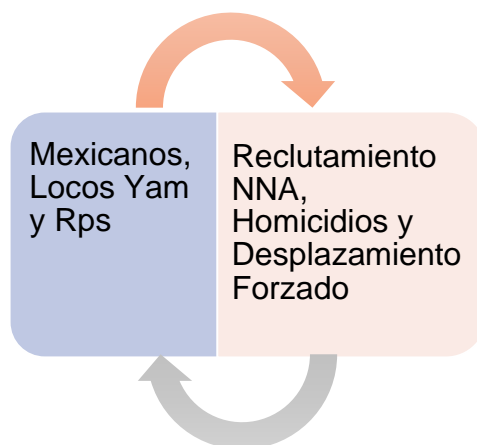 Mexicanos,
Locos Yam
y Rps
Reclutamiento
NNA,
Homicidios y
Desplazamiento
Forzado